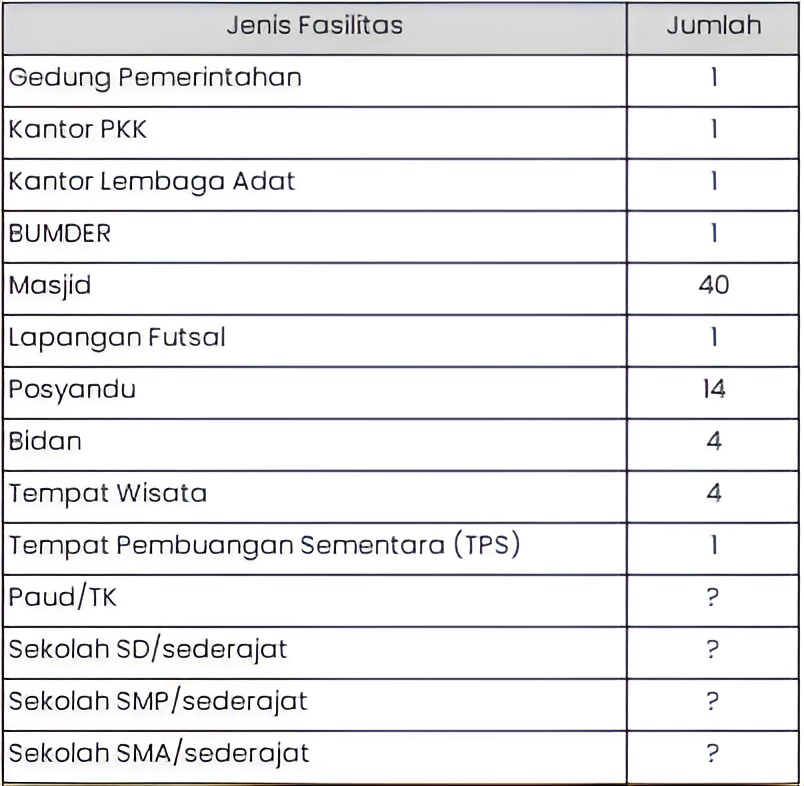 Jenis Fasilitas Jumlah
Gedung Pemerintahan 1
Kantor PKK 1
Kantor Lembaga Adat 1
BUMDER 1
Masjid 40
Lapangan Futsal 1
Posyandu 14
Bidan 4
Tempat Wisata 4
Tempat Pembuangan Sementara (TPS) 1
Paud/TK ?
Sekolah SD/sederajat ?
Sekolah SMP/sederajat ?
Sekolah SMA/sederajat ?